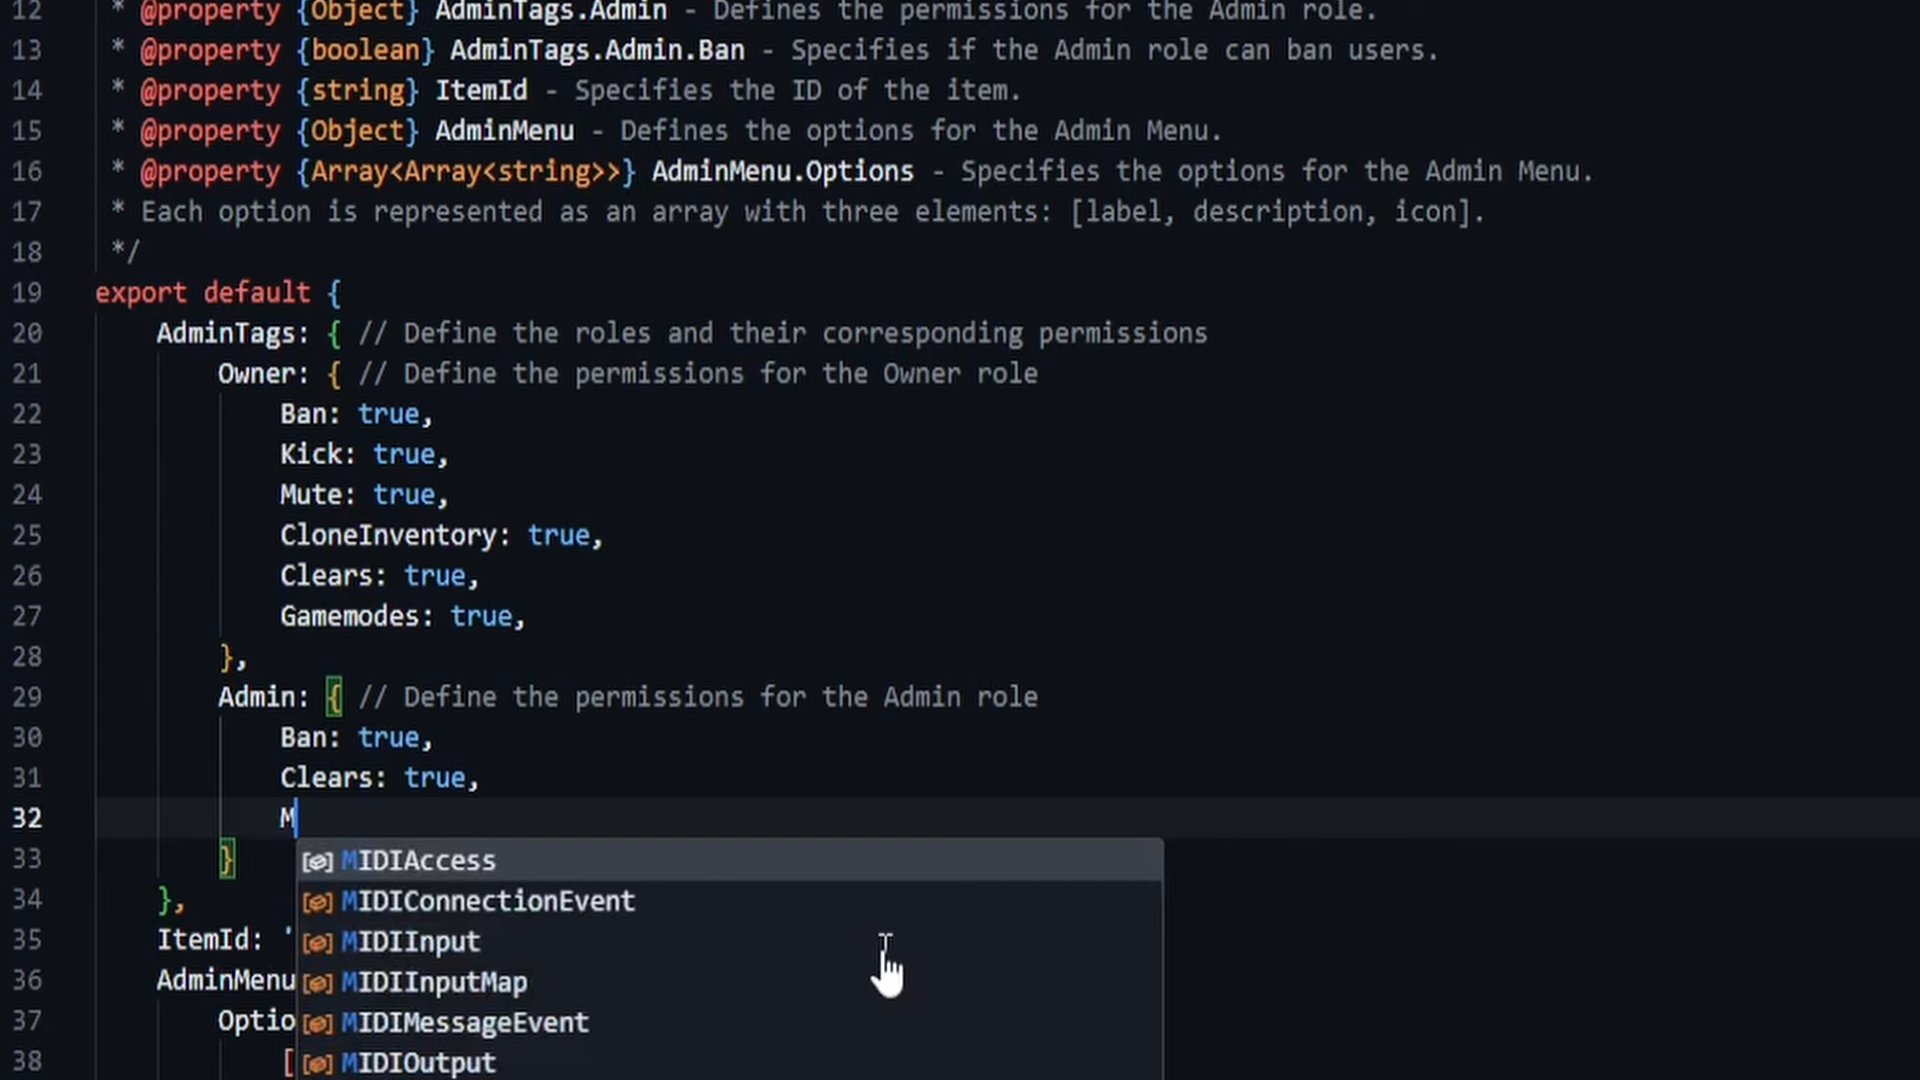 12 * @property {Object} AdminTags.Admin - Defines the permissions for the Admin role.
13 * @property {boolean} AdminTags.Admin.Ban - Specifies if the Admin role can ban users.
14 * @property {string} ItemId - Specifies the ID of the item.
15 * @property {Object} AdminMenu - Defines the options for the Admin Menu.
16 * @property {Array<Array<string>>} AdminMenu.Options - Specifies the options for the Admin Menu.
17 * Each option is represented as an array with three elements: [label, description, icon].
18 */
19 export default {
20 AdminTags: { // Define the roles and their corresponding permissions
21 Owner: { // Define the permissions for the Owner role
22 Ban: true,
23 Kick: true,
24 Mute: true,
25 CloneInventory: true,
26 Clears: true,
27 Gamemodes: true,
28 },
29 Admin: { // Define the permissions for the Admin role
30 Ban: true,
31 Clears: true,
32 M
33 }
MIDIAccess
34 },
MIDIConnectionEvent
35 ItemId: '
MIDIInput
36 AdminMenu
MIDIInputMap
37 Optio
MIDIMessageEvent
38 [
MIDIOutput